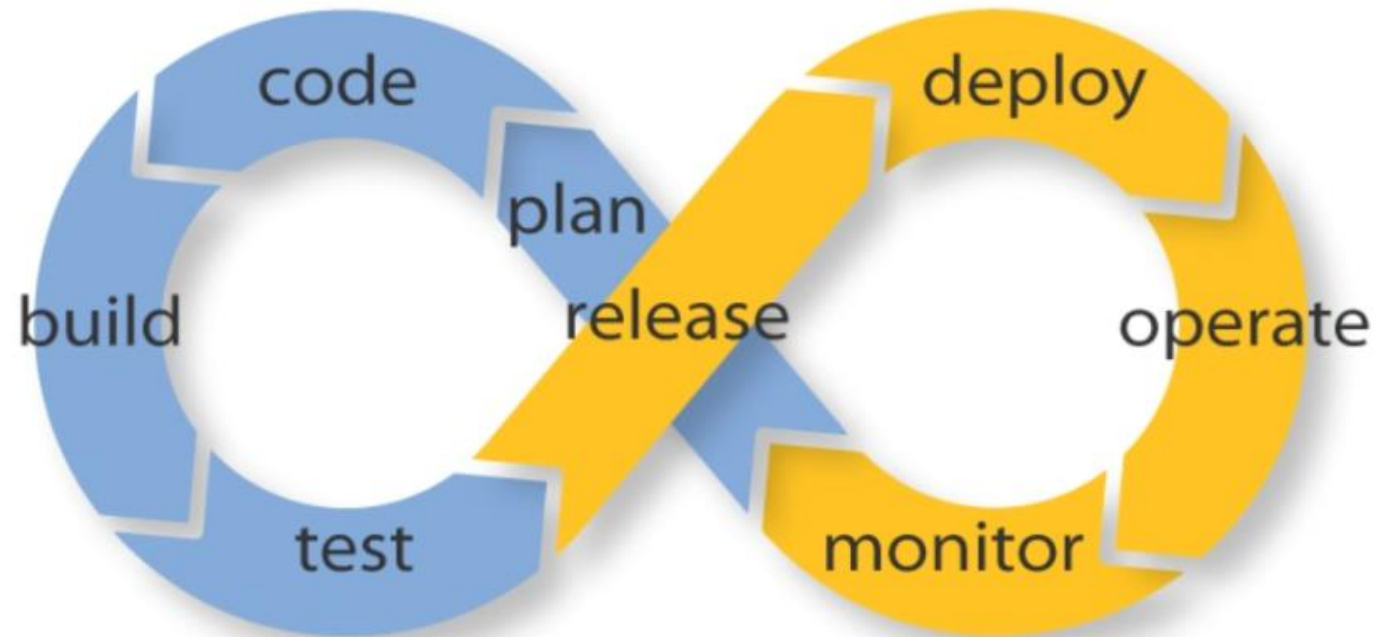 code
deploy
plan
build
release
operate
test
monitor